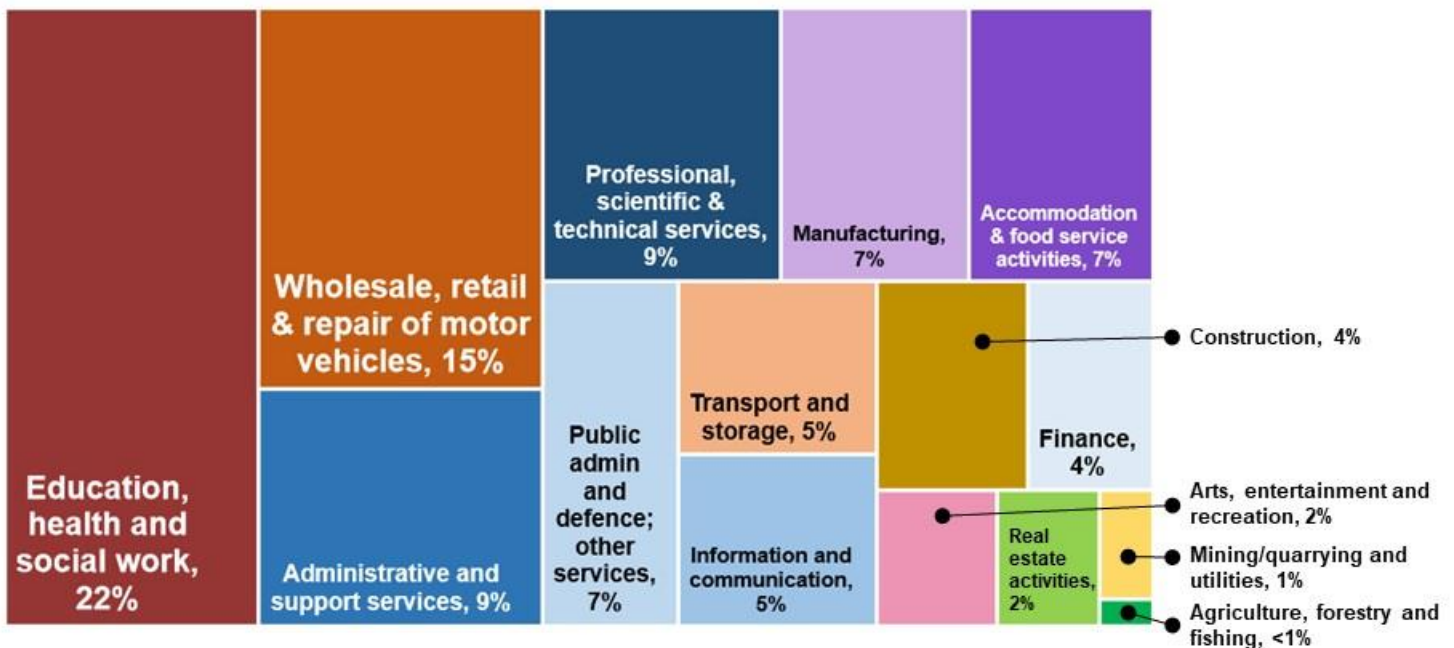 Education,
health and
social work,
22%
Wholesale, retail
& repair of motor
vehicles, 15%
Administrative and
support services, 9%
Professional,
scientific &
technical services,
9%
Manufacturing,
7%
Accommodation
& food service
activities, 7%
Public
admin
and
defence;
other
services,
7%
Transport and
storage, 5%
Information and
communication,
5%
Construction, 4%
Finance,
4%
Arts, entertainment and
recreation, 2%
Real
estate
activities,
2%
Mining/quarrying and
utilities, 1%
Agriculture, forestry and
fishing, <1%